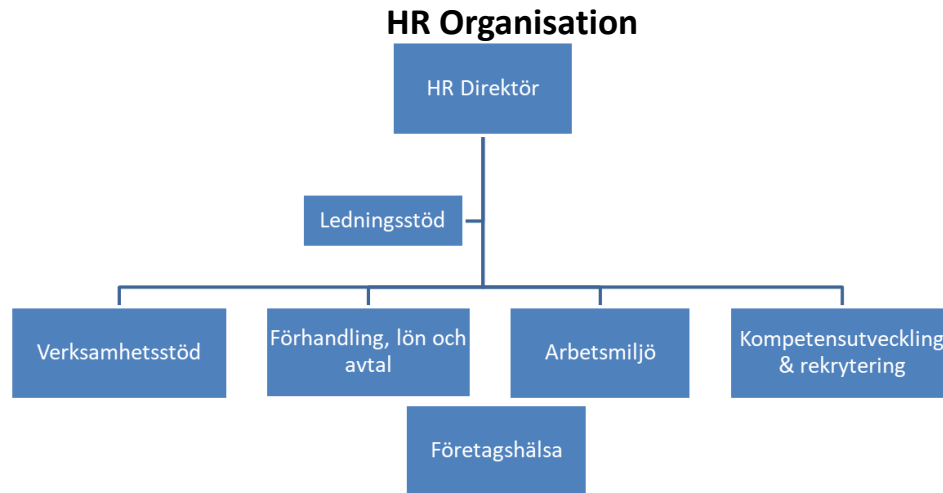 HR Organisation
HR Direktör
Ledningsstöd
Verksamhetsstöd
Förhandling, lön och
avtal
Arbetsmiljö
Kompetensutveckling
& rekrytering
Företagshälsa